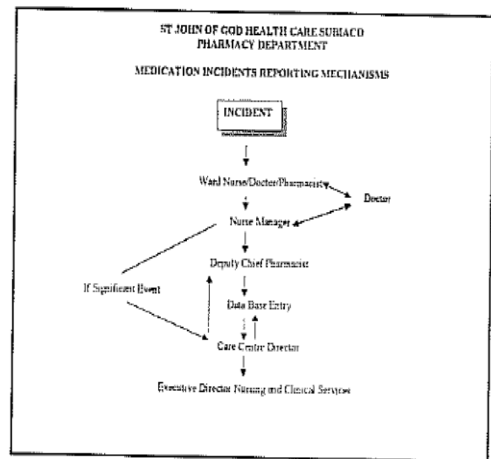 ST JOHN OF GOD HEALTH CARE SUBIACO
PHARMACY DEPARTMENT
MEDICATION INCIDENTS REPORTING MECHANISMS
INCIDENT
Ward Nurse/Doctor/Pharmacist
Doctor
Nurse Manager
Deputy Chief Pharmacist
If Significant Event
Data Base Entry
Care Centre Director
Executive Director Nursing and Clinical Services